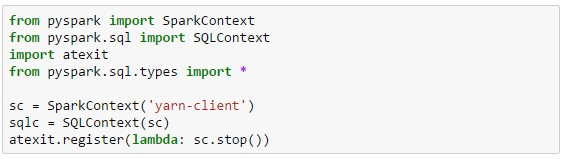 from pyspark import SparkContext
from pyspark.sql import SQLContext
import atexit
from pyspark.sql.types import *
sc = SparkContext('yarn-client')
sqlc = SQLContext(sc)
atexit.register(lambda: sc.stop())